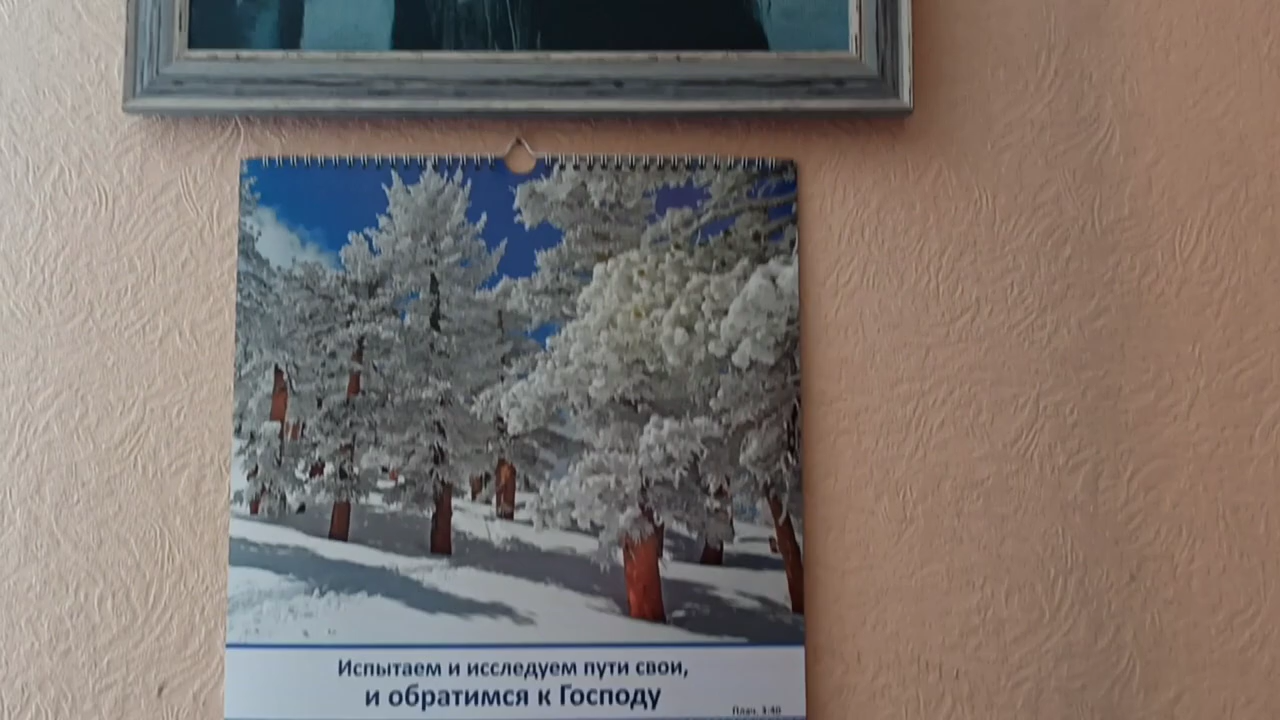 Испытаем и исследуем пути свои,
и обратимся к Господу
Плач. 3:40